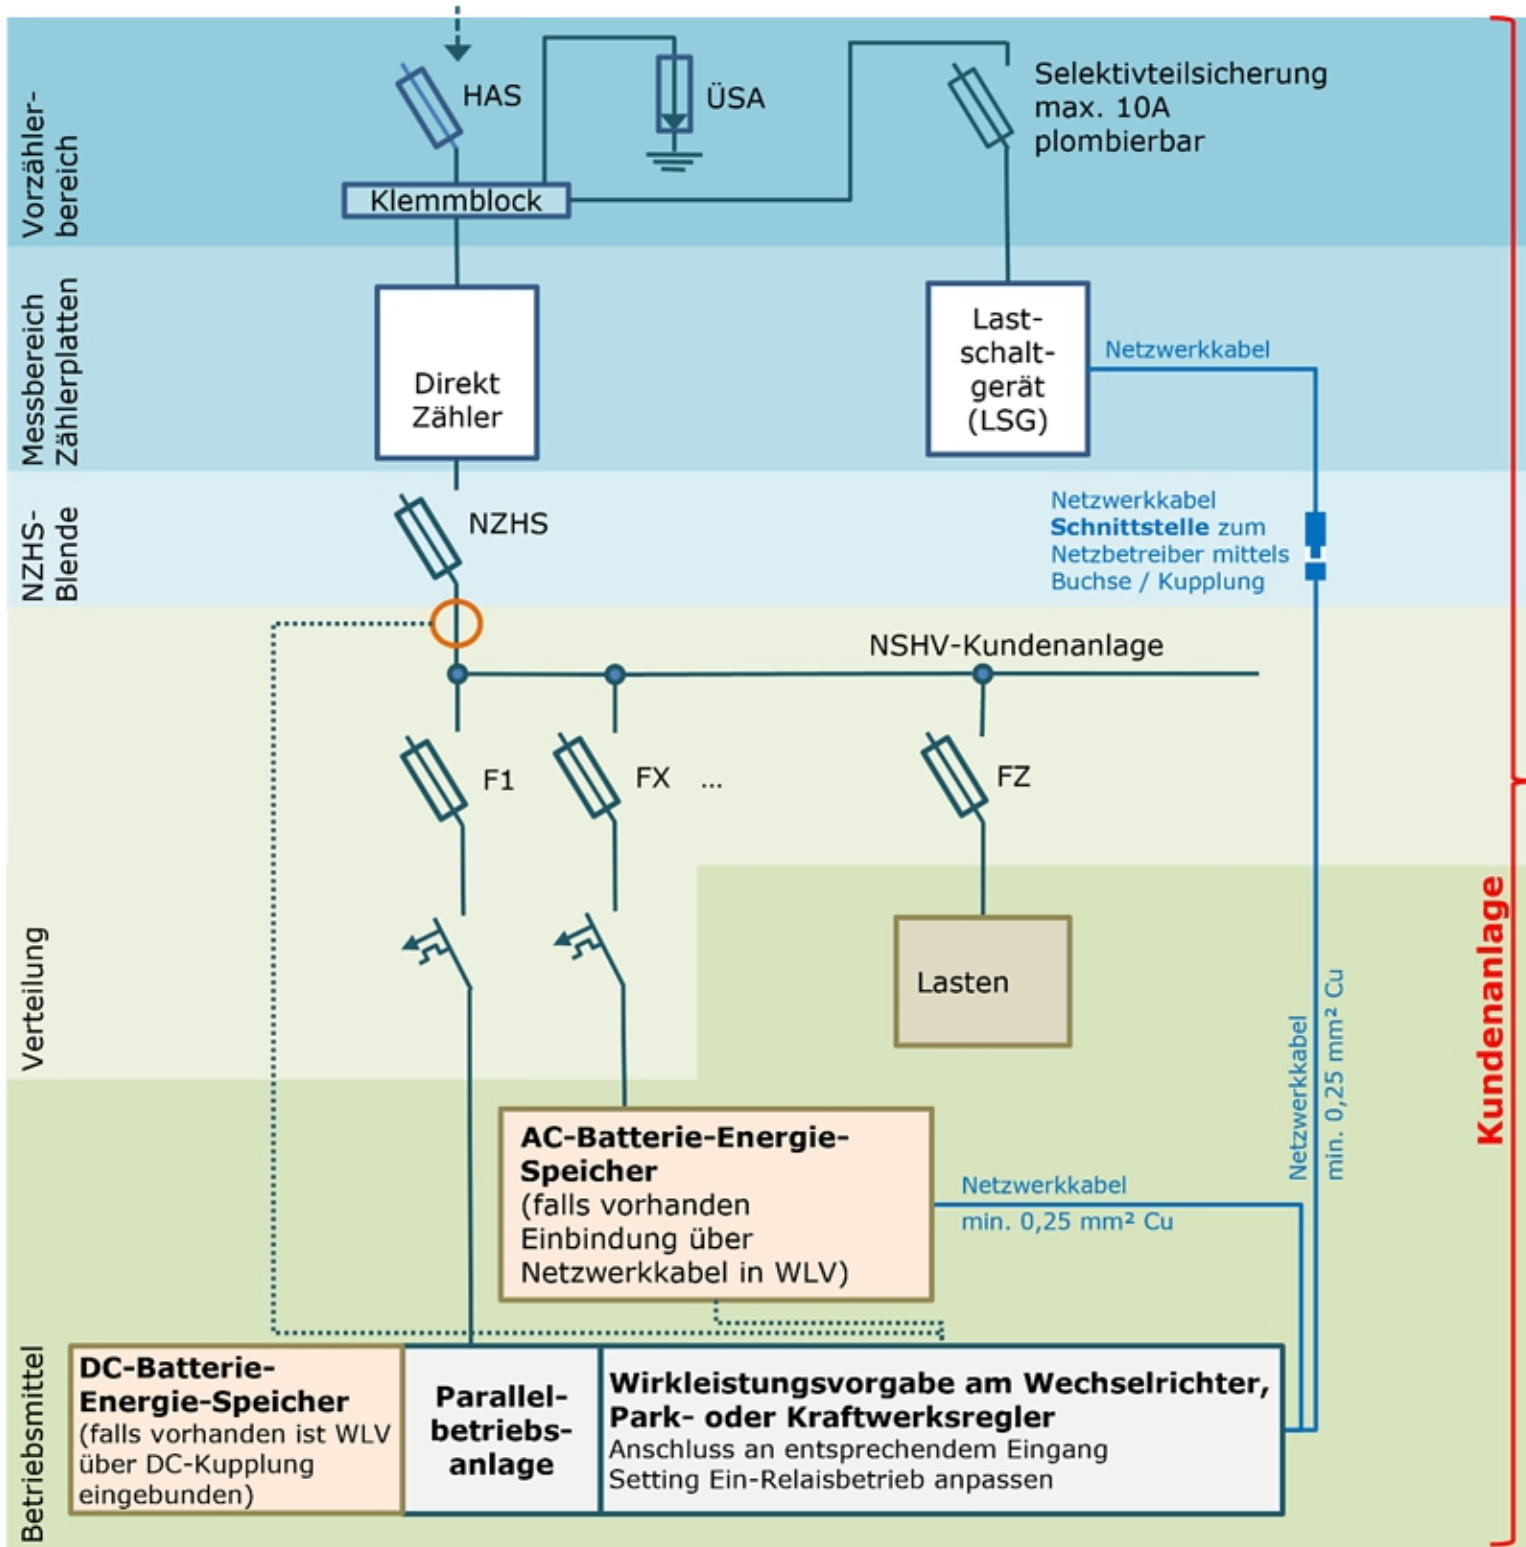 HAS
ÜSA
Selektivteilsicherung
max. 10A
plombierbar
Vorzähler-
bereich
Klemmblock
Messbereich
Zählerplatten
Direkt
Zähler
Last-
schalt-
gerät
(LSG)
Netzwerkkabel
NZHS-
Blende
NZHS
Netzwerkkabel
Schnittstelle zum
Netzbetreiber mittels
Buchse / Kupplung
NSHV-Kundenanlage
F1
FX ...
FZ
Verteilung
Lasten
Kundenanlage
Netzwerkkabel
min. 0,25 mm² Cu
AC-Batterie-Energie-
Speicher
(falls vorhanden
Einbindung über
Netzwerkkabel in WLV)
Netzwerkkabel
min. 0,25 mm² Cu
Betriebsmittel
DC-Batterie-
Energie-Speicher
(falls vorhanden ist WLV
über DC-Kupplung
eingebunden)
Parallel-
betriebs-
anlage
Wirkleistungsvorgabe am Wechselrichter,
Park- oder Kraftwerksregler
Anschluss an entsprechendem Eingang
Setting Ein-Relaisbetrieb anpassen